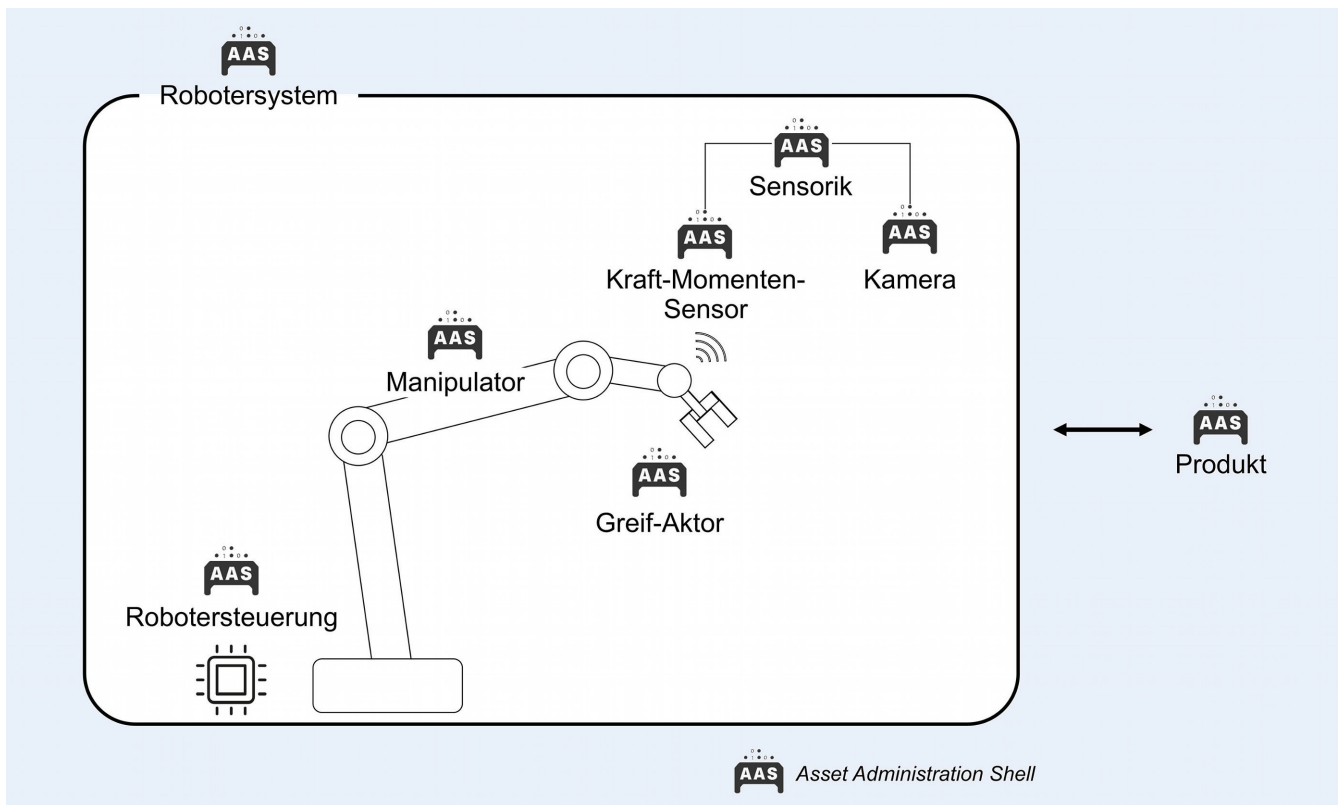 AAS
Robotersystem
AAS
Sensorik
AAS
AAS
Kraft-Momenten-
Sensor
Kamera
AAS
Manipulator
AAS
Produkt
AAS
Greif-Aktor
AAS
Robotersteuerung
AAS
Asset Administration Shell